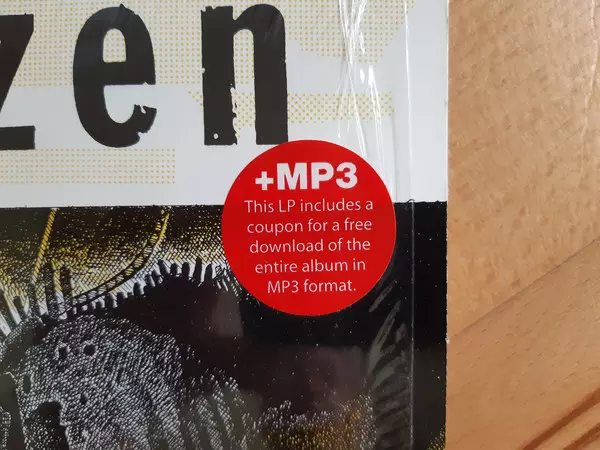 zen
+MP3
This LP includes a
coupon for a free
download of the
entire album in
MP3 format.